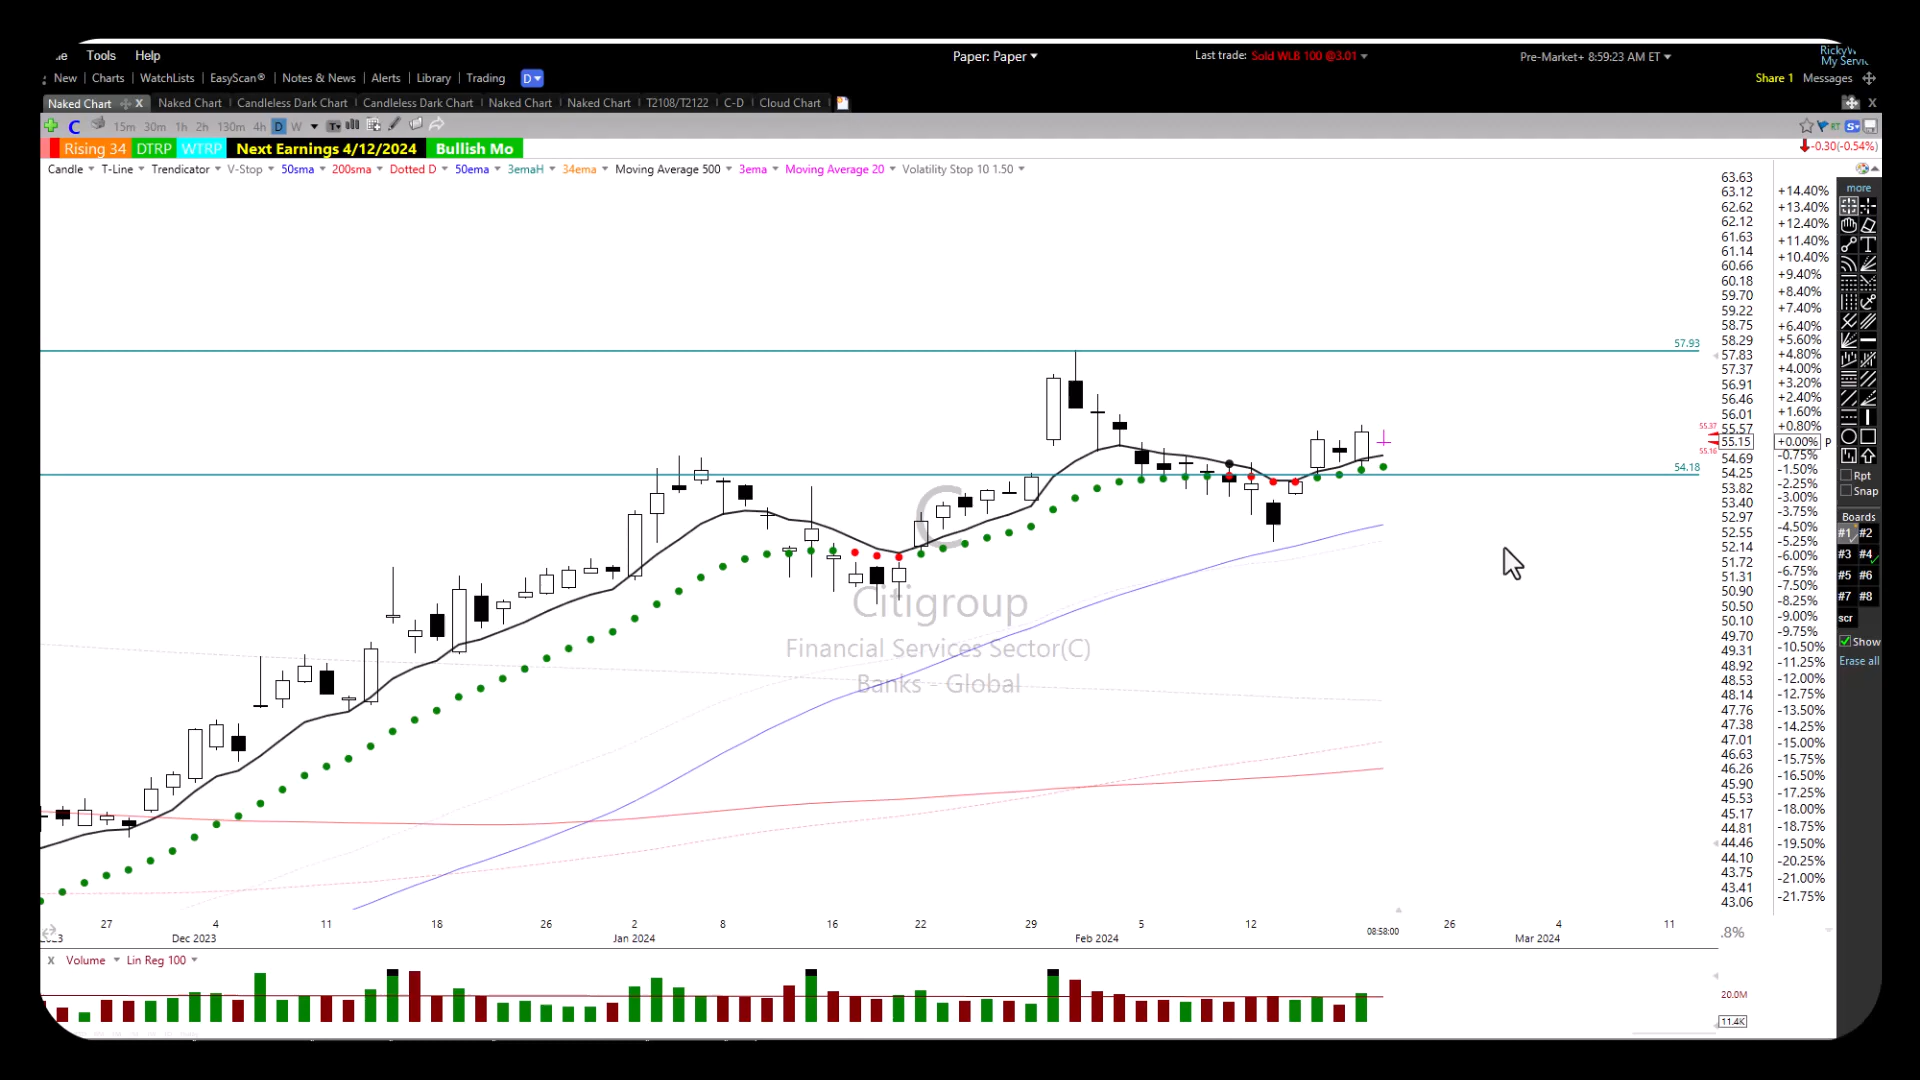 Tools Help Paper: Paper Last trade: Sold WLB 100 @3.01 Pre-Market+ 8:59:23 AM ET
New Charts WatchLists EasyScan® Notes & News Alerts Library Trading D Share 1 Messages
Naked Chart X Naked Chart Candleless Dark Chart Candleless Dark Chart Naked Chart Naked Chart T2108/T2122 C-D Cloud Chart X
C 15m 30m 1h 2h 130m 4h D W
Rising 34 DTRP WTRP Next Earnings 4/12/2024 Bullish Mo -0.30(-0.54%)
Candle T-Line Trendicator V-Stop 50sma 200sma Dotted D 50ema 3emaH 34ema Moving Average 500 3ema Moving Average 20 Volatility Stop 10 1.50
63.63
63.12 +14.40%
62.62 +13.40%
62.12 +12.40%
61.63 +11.40%
61.14 +10.40%
60.66
60.18 +9.40%
59.70 +8.40%
59.22 +7.40%
58.75 +6.40%
58.29 +5.60%
57.93
57.83 +4.80%
57.37 +4.00%
56.91 +3.20%
56.46 +2.40%
56.01 +1.60%
55.57 +0.80%
55.37
55.15 +0.00% P
55.16
54.69 -0.75%
54.18
54.25 -1.50%
53.82 -2.25%
53.40 -3.00%
52.97 -3.75%
52.55 -4.50%
52.14 -5.25%
51.72 -6.00%
51.31 -6.75%
50.90 -7.50%
50.50 -8.25%
50.10 -9.00%
49.70 -9.75%
49.31 -10.50%
48.92 -11.25%
48.53 -12.00%
48.14 -12.75%
47.76 -13.50%
47.38 -14.25%
47.01 -15.00%
46.63 -15.75%
46.26 -16.50%
45.90 -17.25%
45.53 -18.00%
45.17 -18.75%
44.81 -19.50%
44.46
44.10 -20.25%
43.75 -21.00%
43.41 -21.75%
43.06
more
Rpt
Snap
Boards
#1 #2
#3 #4
#5 #6
#7 #8
scr
Show
Erase all
C
Citigroup
Financial Services Sector(C)
Banks - Global
27 4 11 18 26 2 8 16 22 29 5 12 08:58:00 26 4 11
Dec 2023 Jan 2024 Feb 2024 Mar 2024
.8%
X Volume Lin Reg 100
20.0M
11.4K